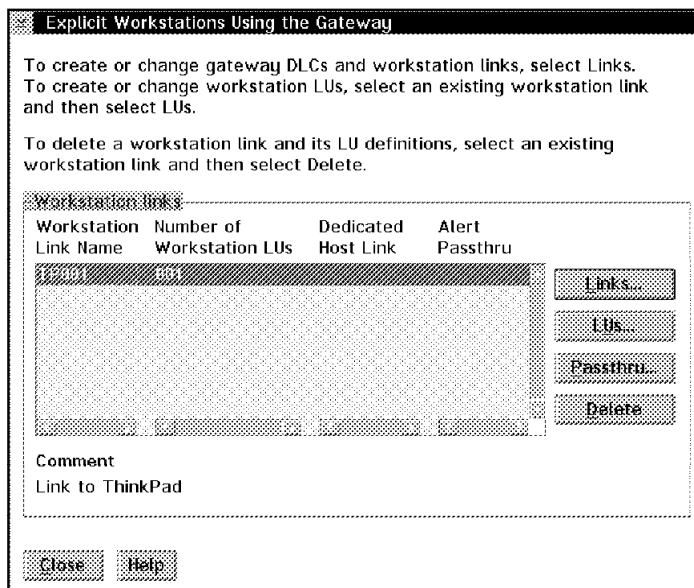 Explicit Workstations Using the Gateway
To create or change gateway DLCs and workstation links, select Links.
To create or change workstation LUs, select an existing workstation link
and then select LUs.
To delete a workstation link and its LU definitions, select an existing
workstation link and then select Delete.
Workstation links
Workstation Number of Dedicated Alert
Link Name Workstation LUs Host Link Passthru
TP001 001
Links...
LUs...
Passthru...
Delete
Comment
Link to ThinkPad
Close Help